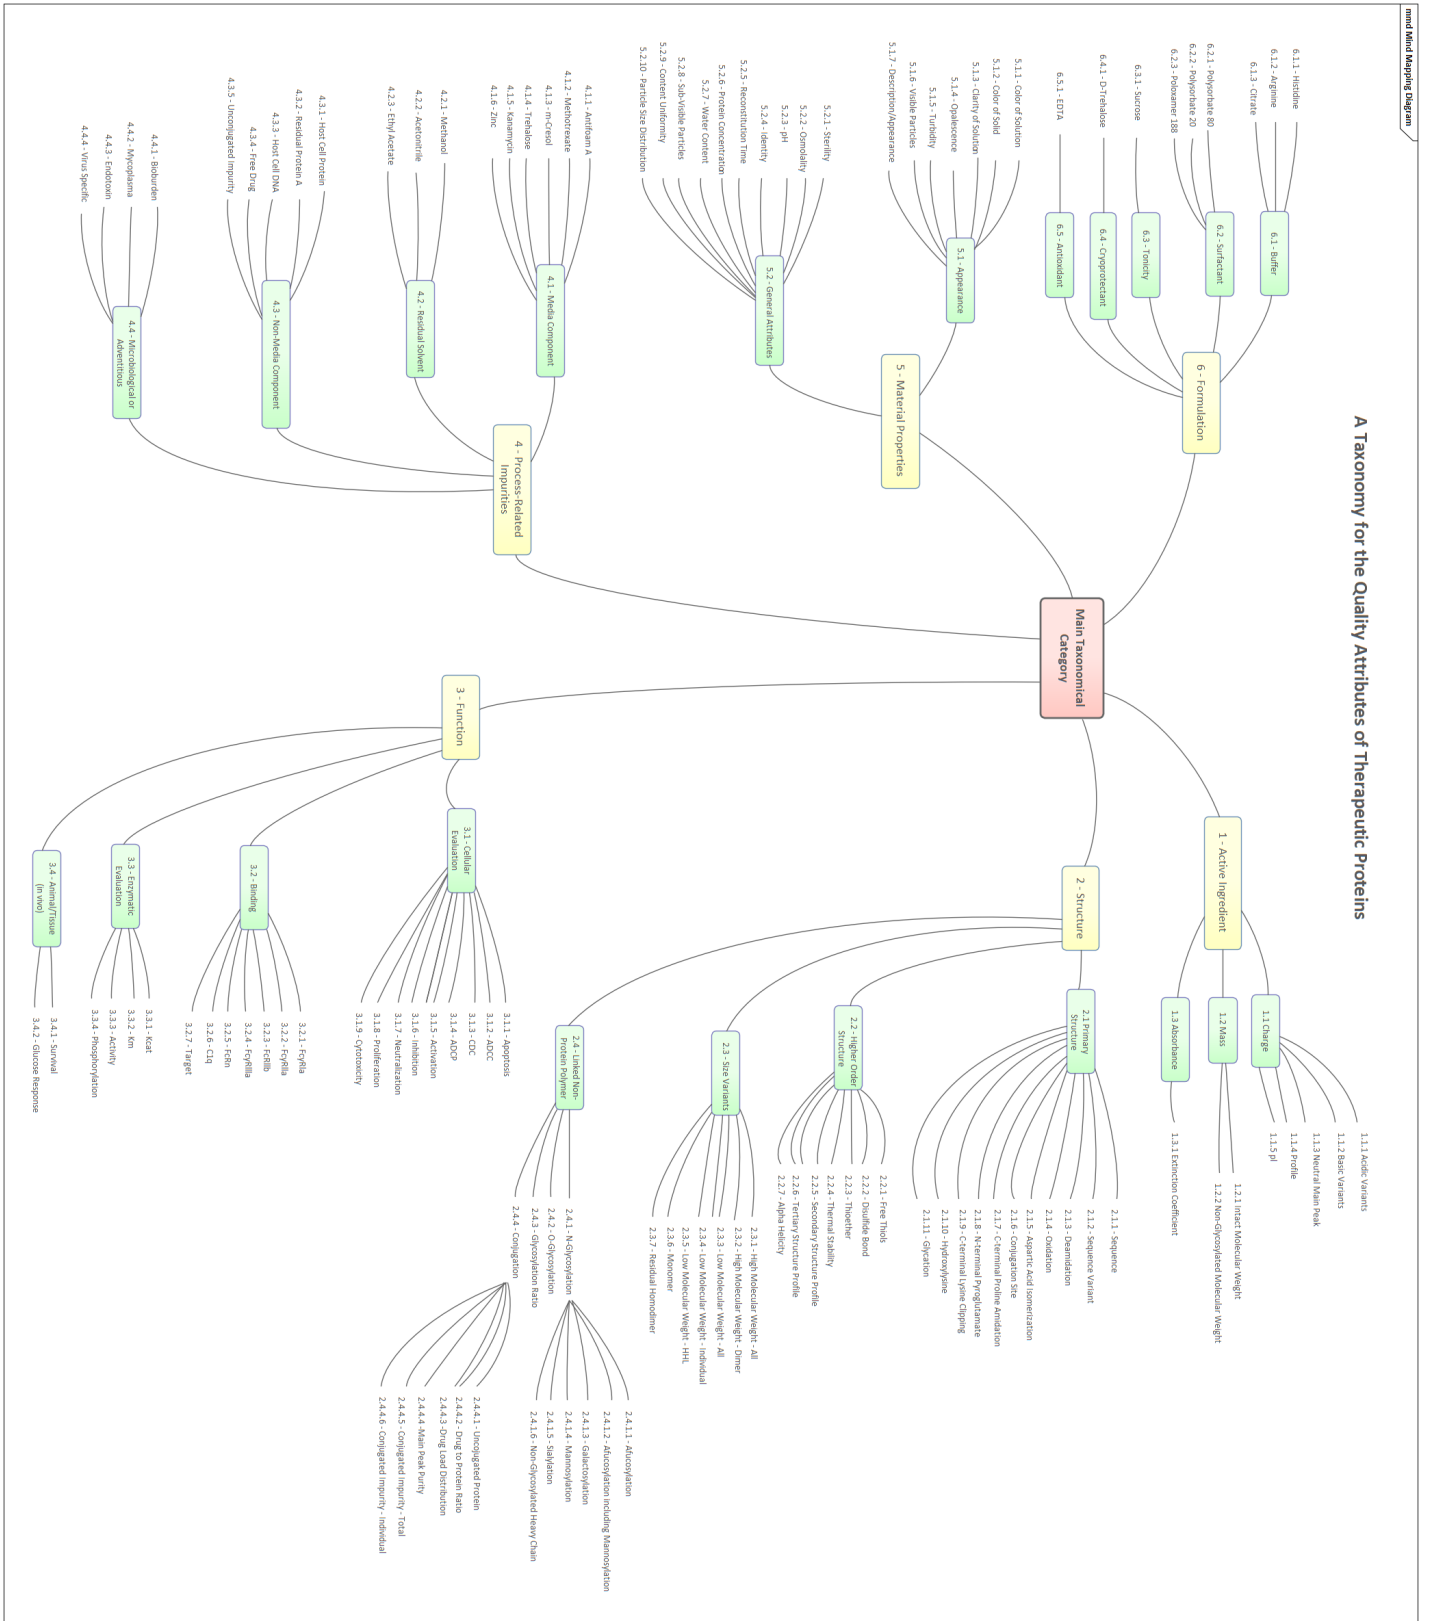 mmd Mind Mapping Diagram
A Taxonomy for the Quality Attributes of Therapeutic Proteins
Main Taxonomical
Category
1 - Active Ingredient
1.1 Charge
1.1.1 Acidic Variants
1.1.2 Basic Variants
1.1.3 Neutral Main Peak
1.1.4 Profile
1.1.5 pI
1.2 Mass
1.2.1 Intact Molecular Weight
1.2.2 Non-Glycosylated Molecular Weight
1.3 Absorbance
1.3.1 Extinction Coefficient
2 - Structure
2.1 Primary
Structure
2.1.1 - Sequence
2.1.2 - Sequence Variant
2.1.3 - Deamidation
2.1.4 - Oxidation
2.1.5 - Aspartic Acid Isomerization
2.1.6 - Conjugation Site
2.1.7 - C-terminal Proline Amidation
2.1.8 - N-terminal Pyroglutamate
2.1.9 - C-terminal Lysine Clipping
2.1.10 - Hydroxylysine
2.1.11 - Glycation
2.2 - Higher Order
Structure
2.2.1 - Free Thiols
2.2.2 - Disulfide Bond
2.2.3 - Thioether
2.2.4 - Thermal Stability
2.2.5 - Secondary Structure Profile
2.2.6 - Tertiary Structure Profile
2.2.7 - Alpha Helicity
2.3 - Size Variants
2.3.1 - High Molecular Weight - All
2.3.2 - High Molecular Weight - Dimer
2.3.3 - Low Molecular Weight - All
2.3.4 - Low Molecular Weight - Individual
2.3.5 - Low Molecular Weight - HHL
2.3.6 - Monomer
2.3.7 - Residual Homodimer
2.4 - Linked Non-
Protein Polymer
2.4.1 - N-Glycosylation
2.4.2 - O-Glycosylation
2.4.3 - Glycosylation Ratio
2.4.4 - Conjugation
2.4.1.1 - Afucosylation
2.4.1.2 - Afucosylation including Mannosylation
2.4.1.3 - Galactosylation
2.4.1.4 - Mannosylation
2.4.1.5 - Sialylation
2.4.1.6 - Non-Glycosylated Heavy Chain
2.4.4.1 - Uncojugated Protein
2.4.4.2 - Drug to Protein Ratio
2.4.4.3 -Drug Load Distribution
2.4.4.4 -Main Peak Purity
2.4.4.5 - Conjugated Impurity - Total
2.4.4.6 - Conjugated Impurity - Individual
3 - Function
3.1 - Cellular
Evaluation
3.1.1 - Apoptosis
3.1.2 - ADCC
3.1.3 - CDC
3.1.4 - ADCP
3.1.5 - Activation
3.1.6 - Inhibition
3.1.7 - Neutralization
3.1.8 - Proliferation
3.1.9 - Cytotoxicity
3.2 - Binding
3.2.1 - FcγRIa
3.2.2 - FcγRIIa
3.2.3 - FcRIIb
3.2.4 - FcγRIIIa
3.2.5 - FcRn
3.2.6 - C1q
3.2.7 - Target
3.3 - Enzymatic
Evaluation
3.3.1 - Kcat
3.3.2 - Km
3.3.3 - Activity
3.3.4 - Phosphorylation
3.4 - Animal/Tissue
(in vivo)
3.4.1 - Survival
3.4.2 - Glucose Response
4 - Process-Related
Impurities
4.1 - Media Component
4.1.1 - Antifoam A
4.1.2 - Methotrexate
4.1.3 - m-Cresol
4.1.4 - Trehalose
4.1.5 - Kanamycin
4.1.6 - Zinc
4.2 - Residual Solvent
4.2.1 - Methanol
4.2.2 - Acetonitrile
4.2.3 - Ethyl Acetate
4.3 - Non-Media Component
4.3.1 - Host Cell Protein
4.3.2 - Residual Protein A
4.3.3 - Host Cell DNA
4.3.4 - Free Drug
4.3.5 - Unconjugated Impurity
4.4 - Microbiological or
Adventitious
4.4.1 - Bioburden
4.4.2 - Mycoplasma
4.4.3 - Endotoxin
4.4.4 - Virus Specific
5 - Material Properties
5.1 - Appearance
5.1.1 - Color of Solution
5.1.2 - Color of Solid
5.1.3 - Clarity of Solution
5.1.4 - Opalescence
5.1.5 - Turbidity
5.1.6 - Visible Particles
5.1.7 - Description/Appearance
5.2 - General Attributes
5.2.1 - Sterility
5.2.2 - Osmolality
5.2.3 - pH
5.2.4 - Identity
5.2.5 - Reconstitution Time
5.2.6 - Protein Concentration
5.2.7 - Water Content
5.2.8 - Sub-Visible Particles
5.2.9 - Content Uniformity
5.2.10 - Particle Size Distribution
6 - Formulation
6.1 - Buffer
6.1.1 - Histidine
6.1.2 - Arginine
6.1.3 - Citrate
6.2 - Surfactant
6.2.1 - Polysorbate 80
6.2.2 - Polysorbate 20
6.2.3 - Poloxamer 188
6.3 - Tonicity
6.3.1 - Sucrose
6.4 - Cryoprotectant
6.4.1 - D-Trehalose
6.5 - Antioxidant
6.5.1 - EDTA